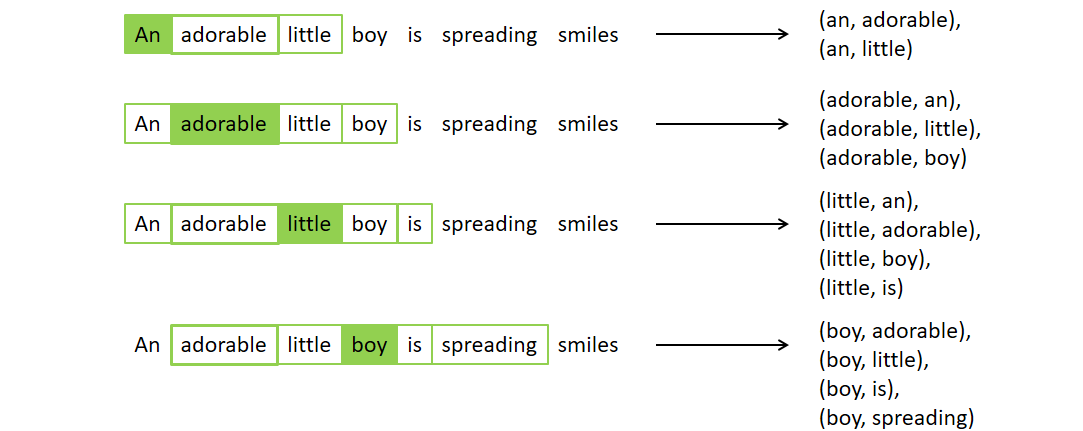 An adorable little boy is spreading smiles
(an, adorable),
(an, little)
An adorable little boy is spreading smiles
(adorable, an),
(adorable, little),
(adorable, boy)
An adorable little boy is spreading smiles
(little, an),
(little, adorable),
(little, boy),
(little, is)
An adorable little boy is spreading smiles
(boy, adorable),
(boy, little),
(boy, is),
(boy, spreading)